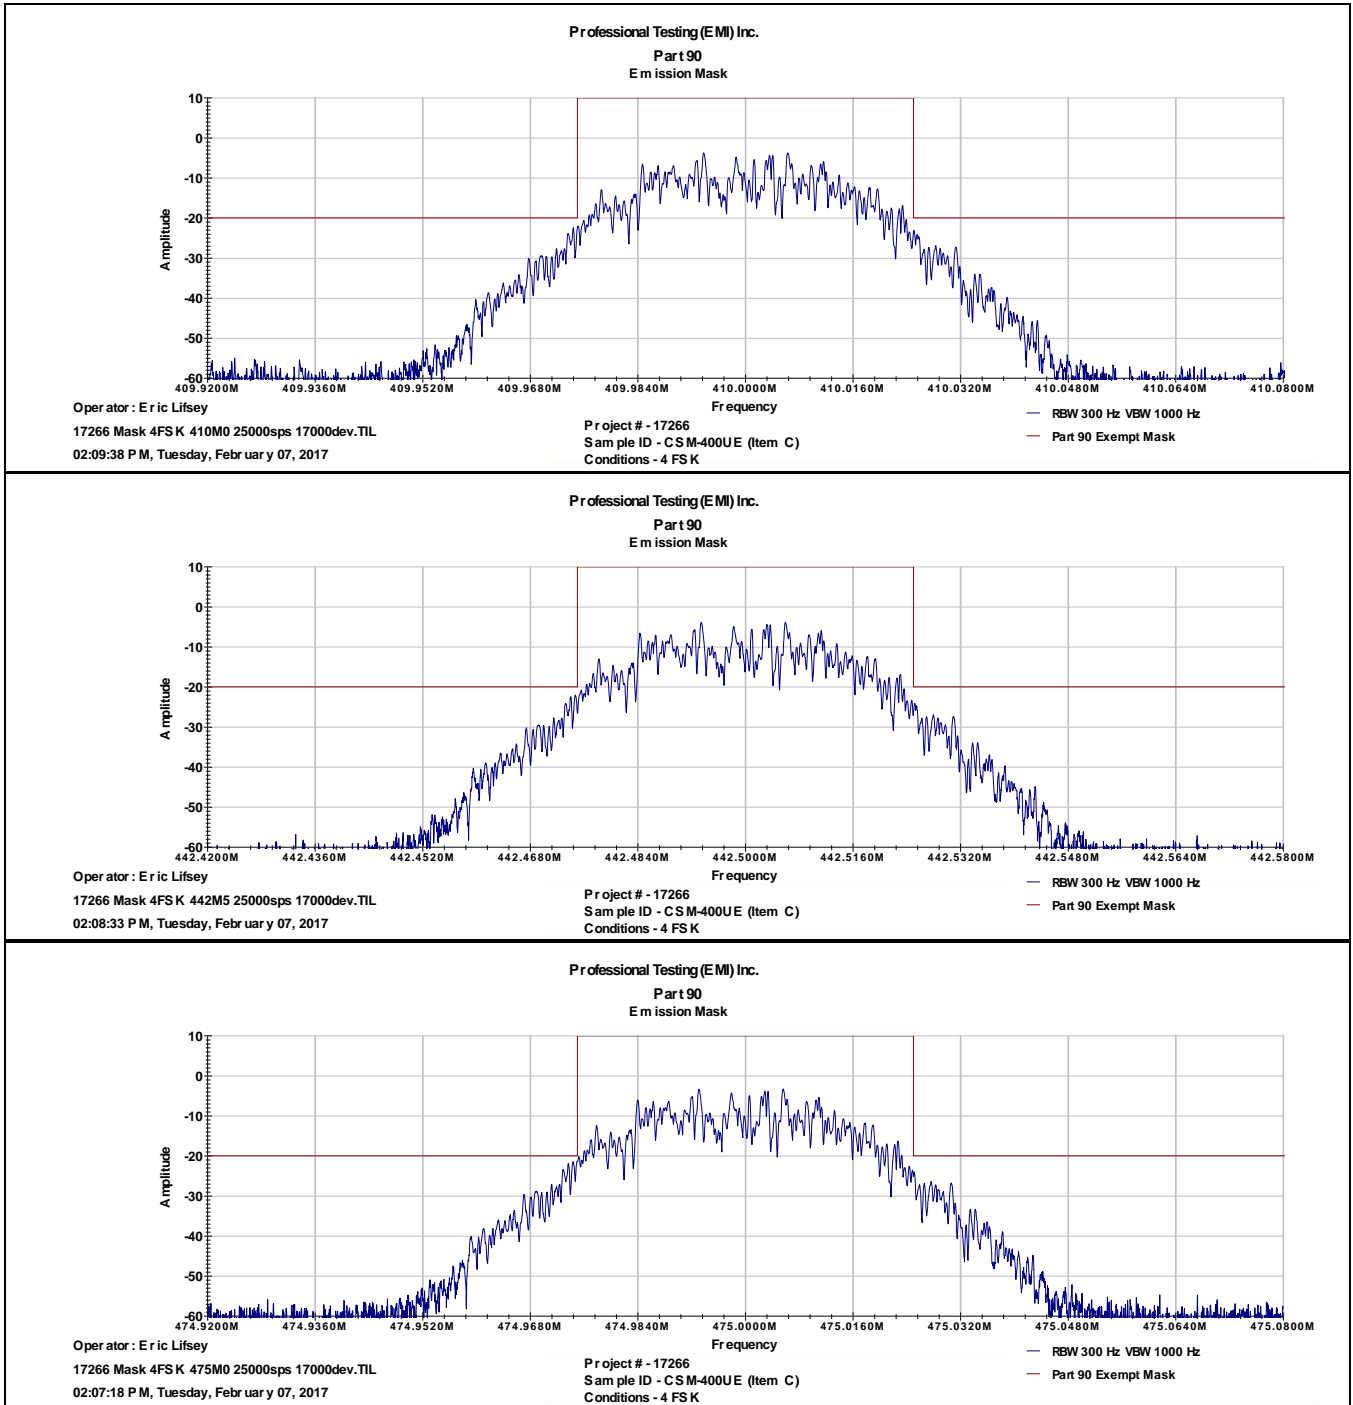 Professional Testing (EMI) Inc.
Part 90
Emission Mask
10
0
-10
-20
-30
-40
-50
-60
Amplitude
409.9200M 409.9360M 409.9520M 409.9680M 409.9840M 410.0000M 410.0160M 410.0320M 410.0480M 410.0640M 410.0800M
Frequency
Operator: Eric Lifsey
17266 Mask 4FSK 410M0 25000sps 17000dev.TIL
02:09:38 PM, Tuesday, February 07, 2017
Project # - 17266
Sample ID - CSM-400UE (Item C)
Conditions - 4 FSK
RBW 300 Hz VBW 1000 Hz
Part 90 Exempt Mask
Professional Testing (EMI) Inc.
Part 90
Emission Mask
10
0
-10
-20
-30
-40
-50
-60
Amplitude
442.4200M 442.4360M 442.4520M 442.4680M 442.4840M 442.5000M 442.5160M 442.5320M 442.5480M 442.5640M 442.5800M
Frequency
Operator: Eric Lifsey
17266 Mask 4FSK 442M5 25000sps 17000dev.TIL
02:08:33 PM, Tuesday, February 07, 2017
Project # - 17266
Sample ID - CSM-400UE (Item C)
Conditions - 4 FSK
RBW 300 Hz VBW 1000 Hz
Part 90 Exempt Mask
Professional Testing (EMI) Inc.
Part 90
Emission Mask
10
0
-10
-20
-30
-40
-50
-60
Amplitude
474.9200M 474.9360M 474.9520M 474.9680M 474.9840M 475.0000M 475.0160M 475.0320M 475.0480M 475.0640M 475.0800M
Frequency
Operator: Eric Lifsey
17266 Mask 4FSK 475M0 25000sps 17000dev.TIL
02:07:18 PM, Tuesday, February 07, 2017
Project # - 17266
Sample ID - CSM-400UE (Item C)
Conditions - 4 FSK
RBW 300 Hz VBW 1000 Hz
Part 90 Exempt Mask